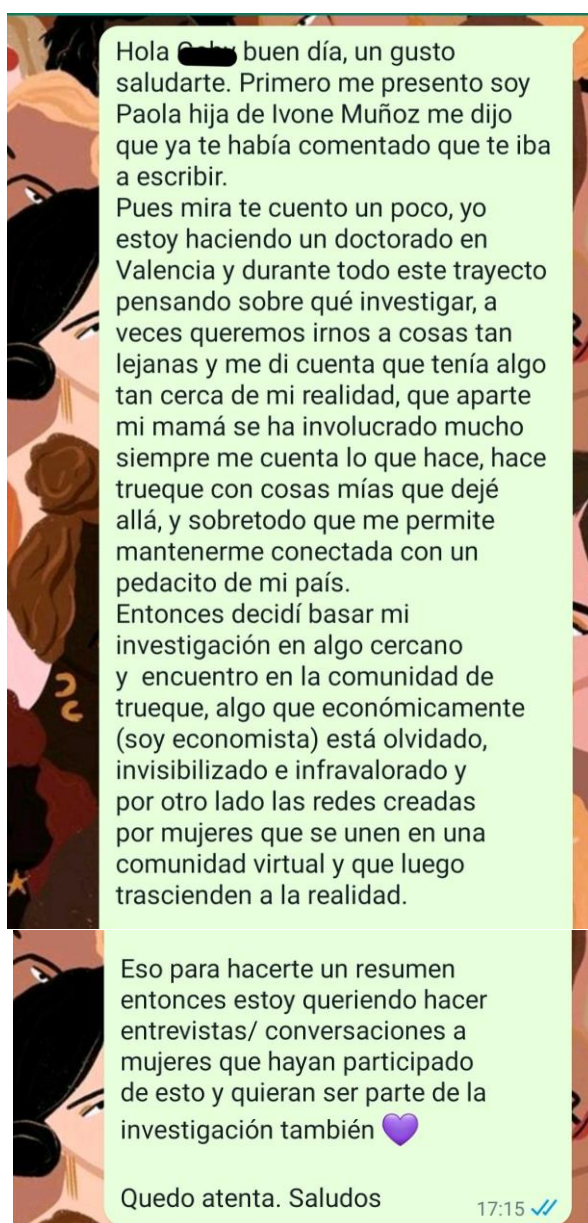 Hola buen día, un gusto
saludarte. Primero me presento soy
Paola hija de Ivone Muñoz me dijo
que ya te había comentado que te iba
a escribir.
Pues mira te cuento un poco, yo
estoy haciendo un doctorado en
Valencia y durante todo este trayecto
pensando sobre qué investigar, a
veces queremos irnos a cosas tan
lejanas y me di cuenta que tenía algo
tan cerca de mi realidad, que aparte
mi mamá se ha involucrado mucho
siempre me cuenta lo que hace, hace
trueque con cosas mías que dejé
allá, y sobretodo que me permite
mantenerme conectada con un
pedacito de mi país.
Entonces decidí basar mi
investigación en algo cercano
y encuentro en la comunidad de
trueque, algo que económicamente
(soy economista) está olvidado,
invisibilizado e infravalorado y
por otro lado las redes creadas
por mujeres que se unen en una
comunidad virtual y que luego
trascienden a la realidad.
Eso para hacerte un resumen
entonces estoy queriendo hacer
entrevistas/ conversaciones a
mujeres que hayan participado
de esto y quieran ser parte de la
investigación también 💜
Quedo atenta. Saludos
17:15